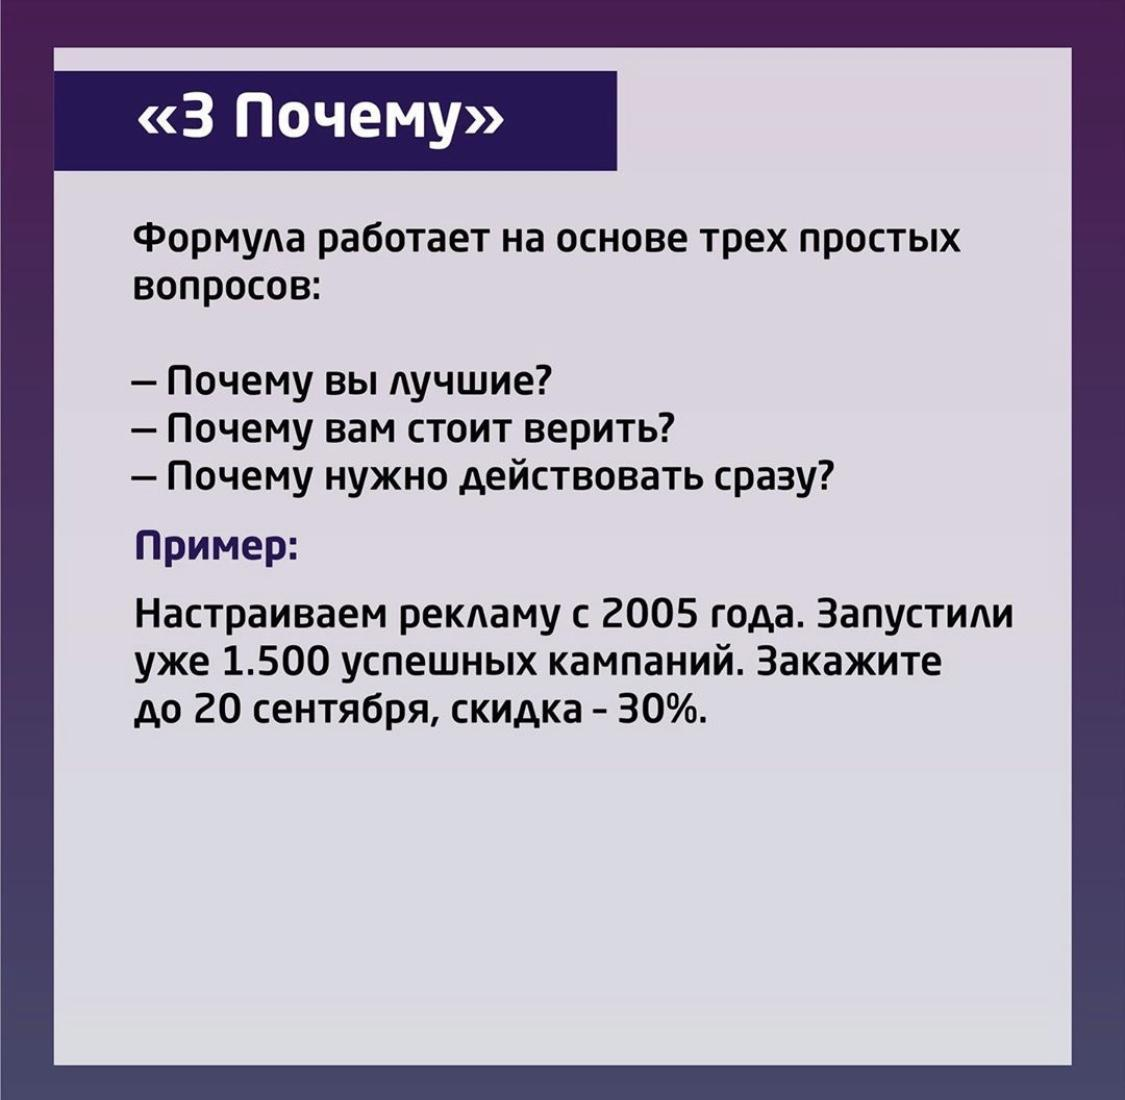 «3 Почему»
Формула работает на основе трех простых
вопросов:
– Почему вы лучшие?
– Почему вам стоит верить?
– Почему нужно действовать сразу?
Пример:
Настраиваем рекламу с 2005 года. Запустили
уже 1.500 успешных кампаний. Закажите
до 20 сентября, скидка – 30%.